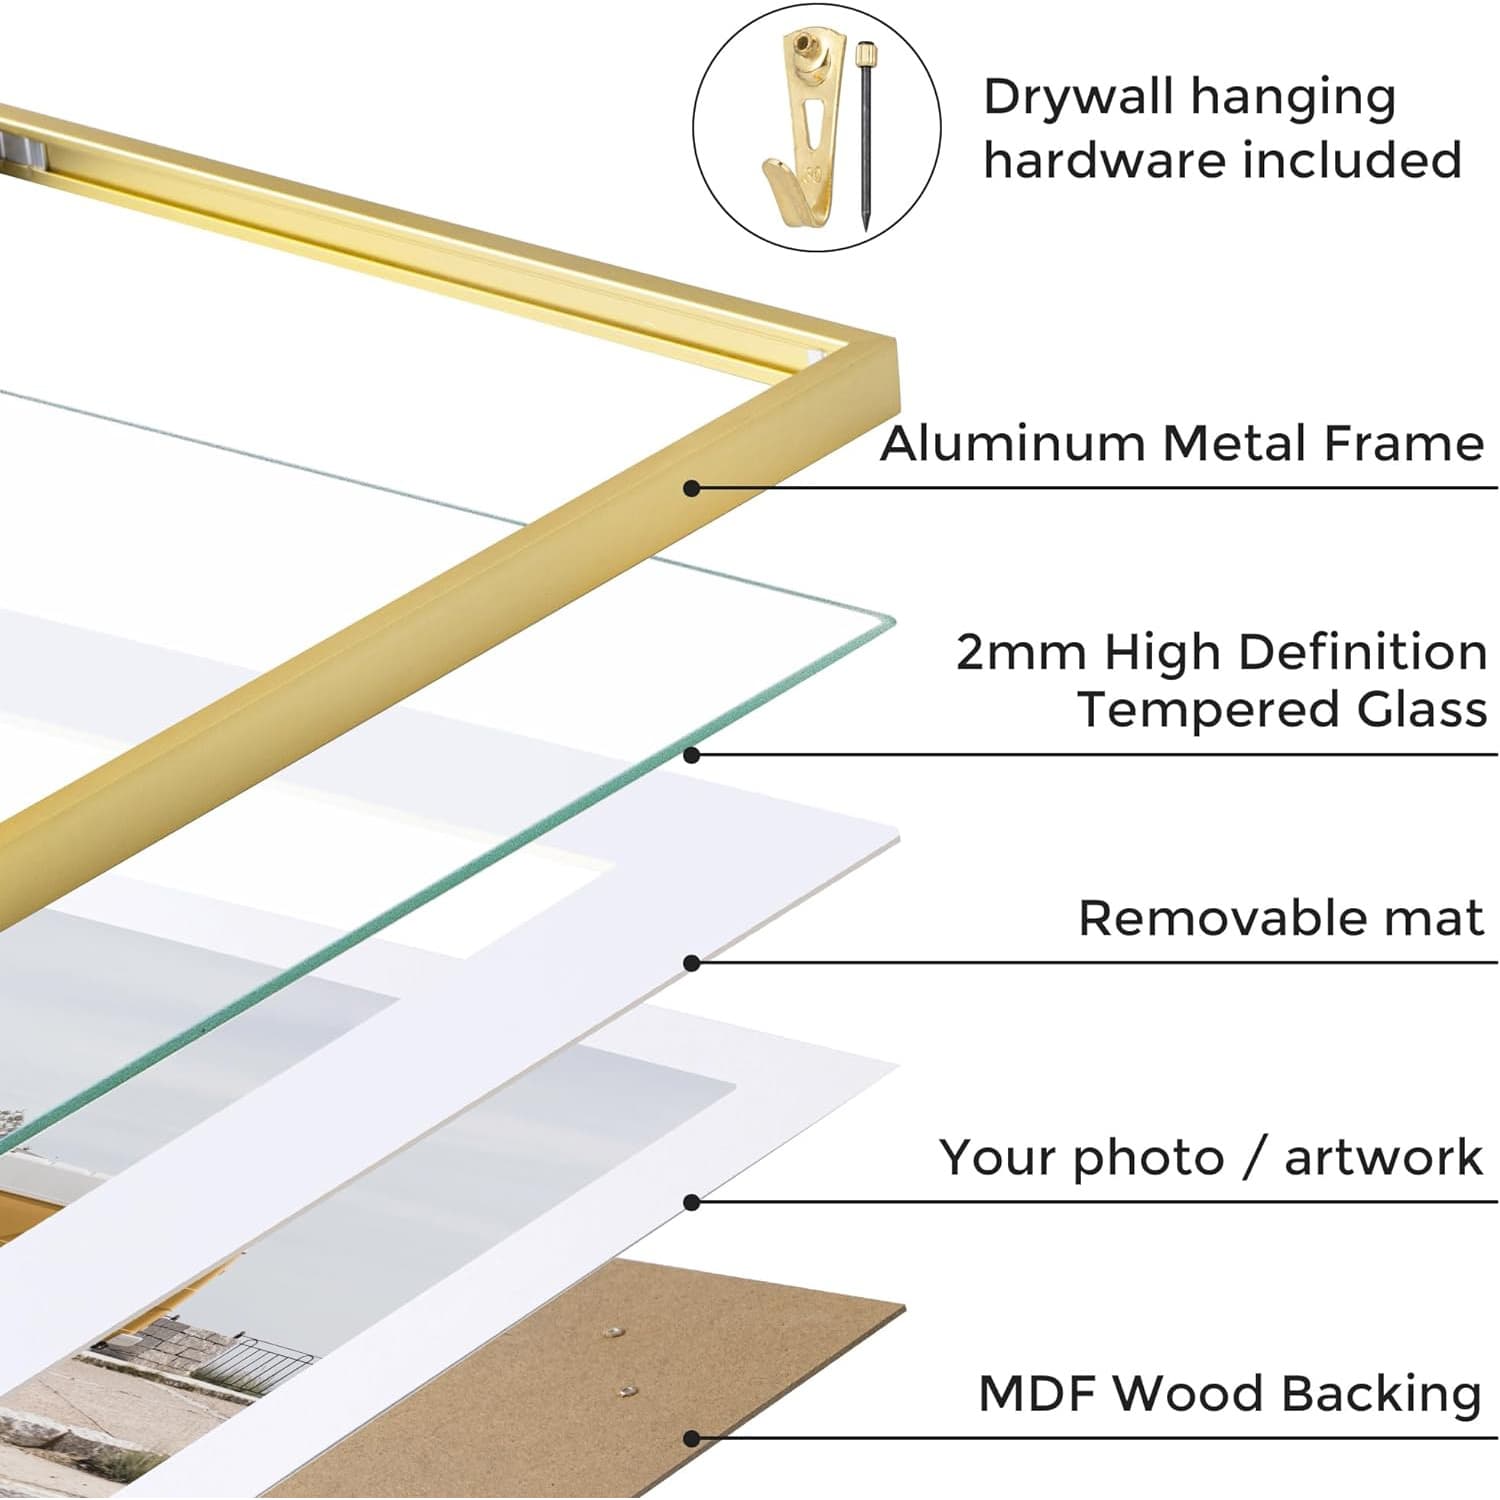 Drywall hanging
hardware included
Aluminum Metal Frame
2mm High Definition
Tempered Glass
Removable mat
Your photo / artwork
MDF Wood Backing